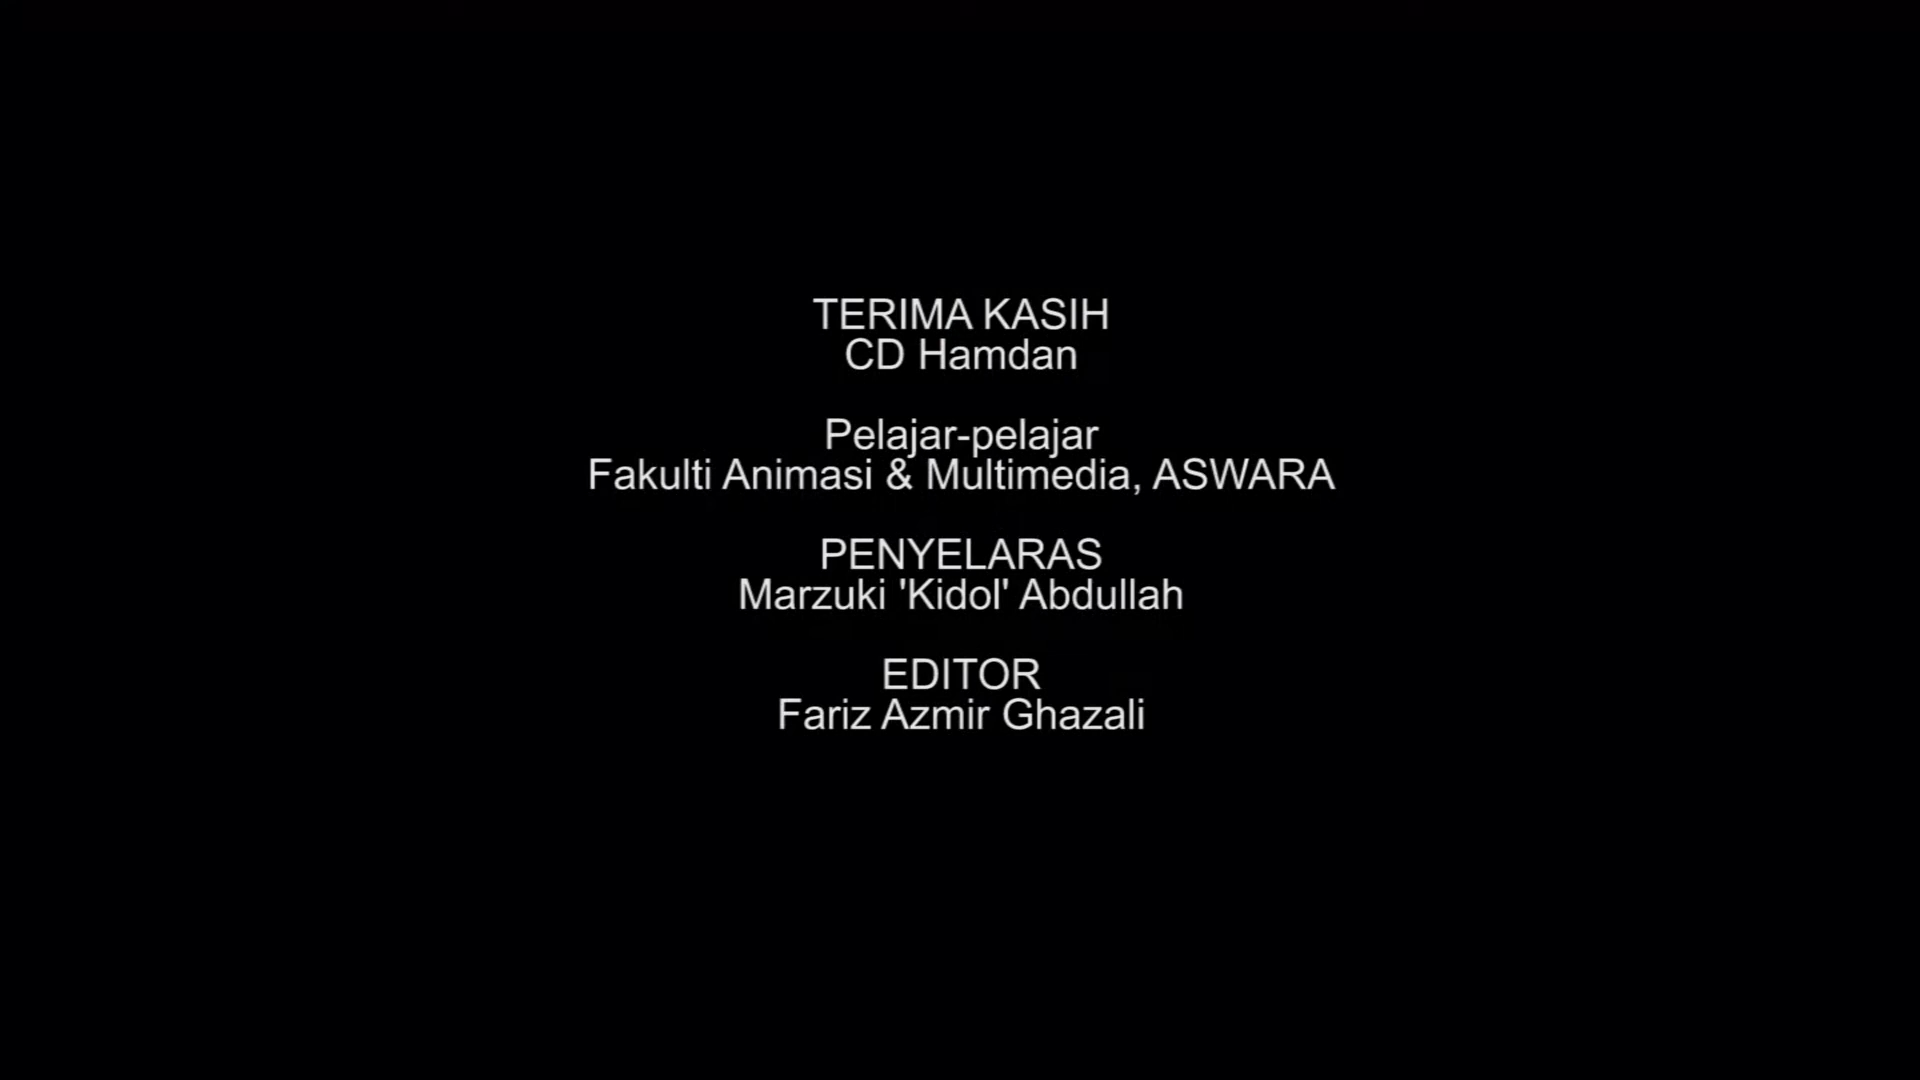 TERIMA KASIH
CD Hamdan
Pelajar-pelajar
Fakulti Animasi & Multimedia, ASWARA
PENYELARAS
Marzuki 'Kidol' Abdullah
EDITOR
Fariz Azmir Ghazali